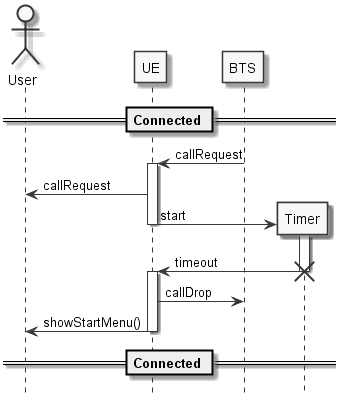 User
UE
BTS
Connected
callRequest
callRequest
start
Timer
timeout
callDrop
showStartMenu()
Connected